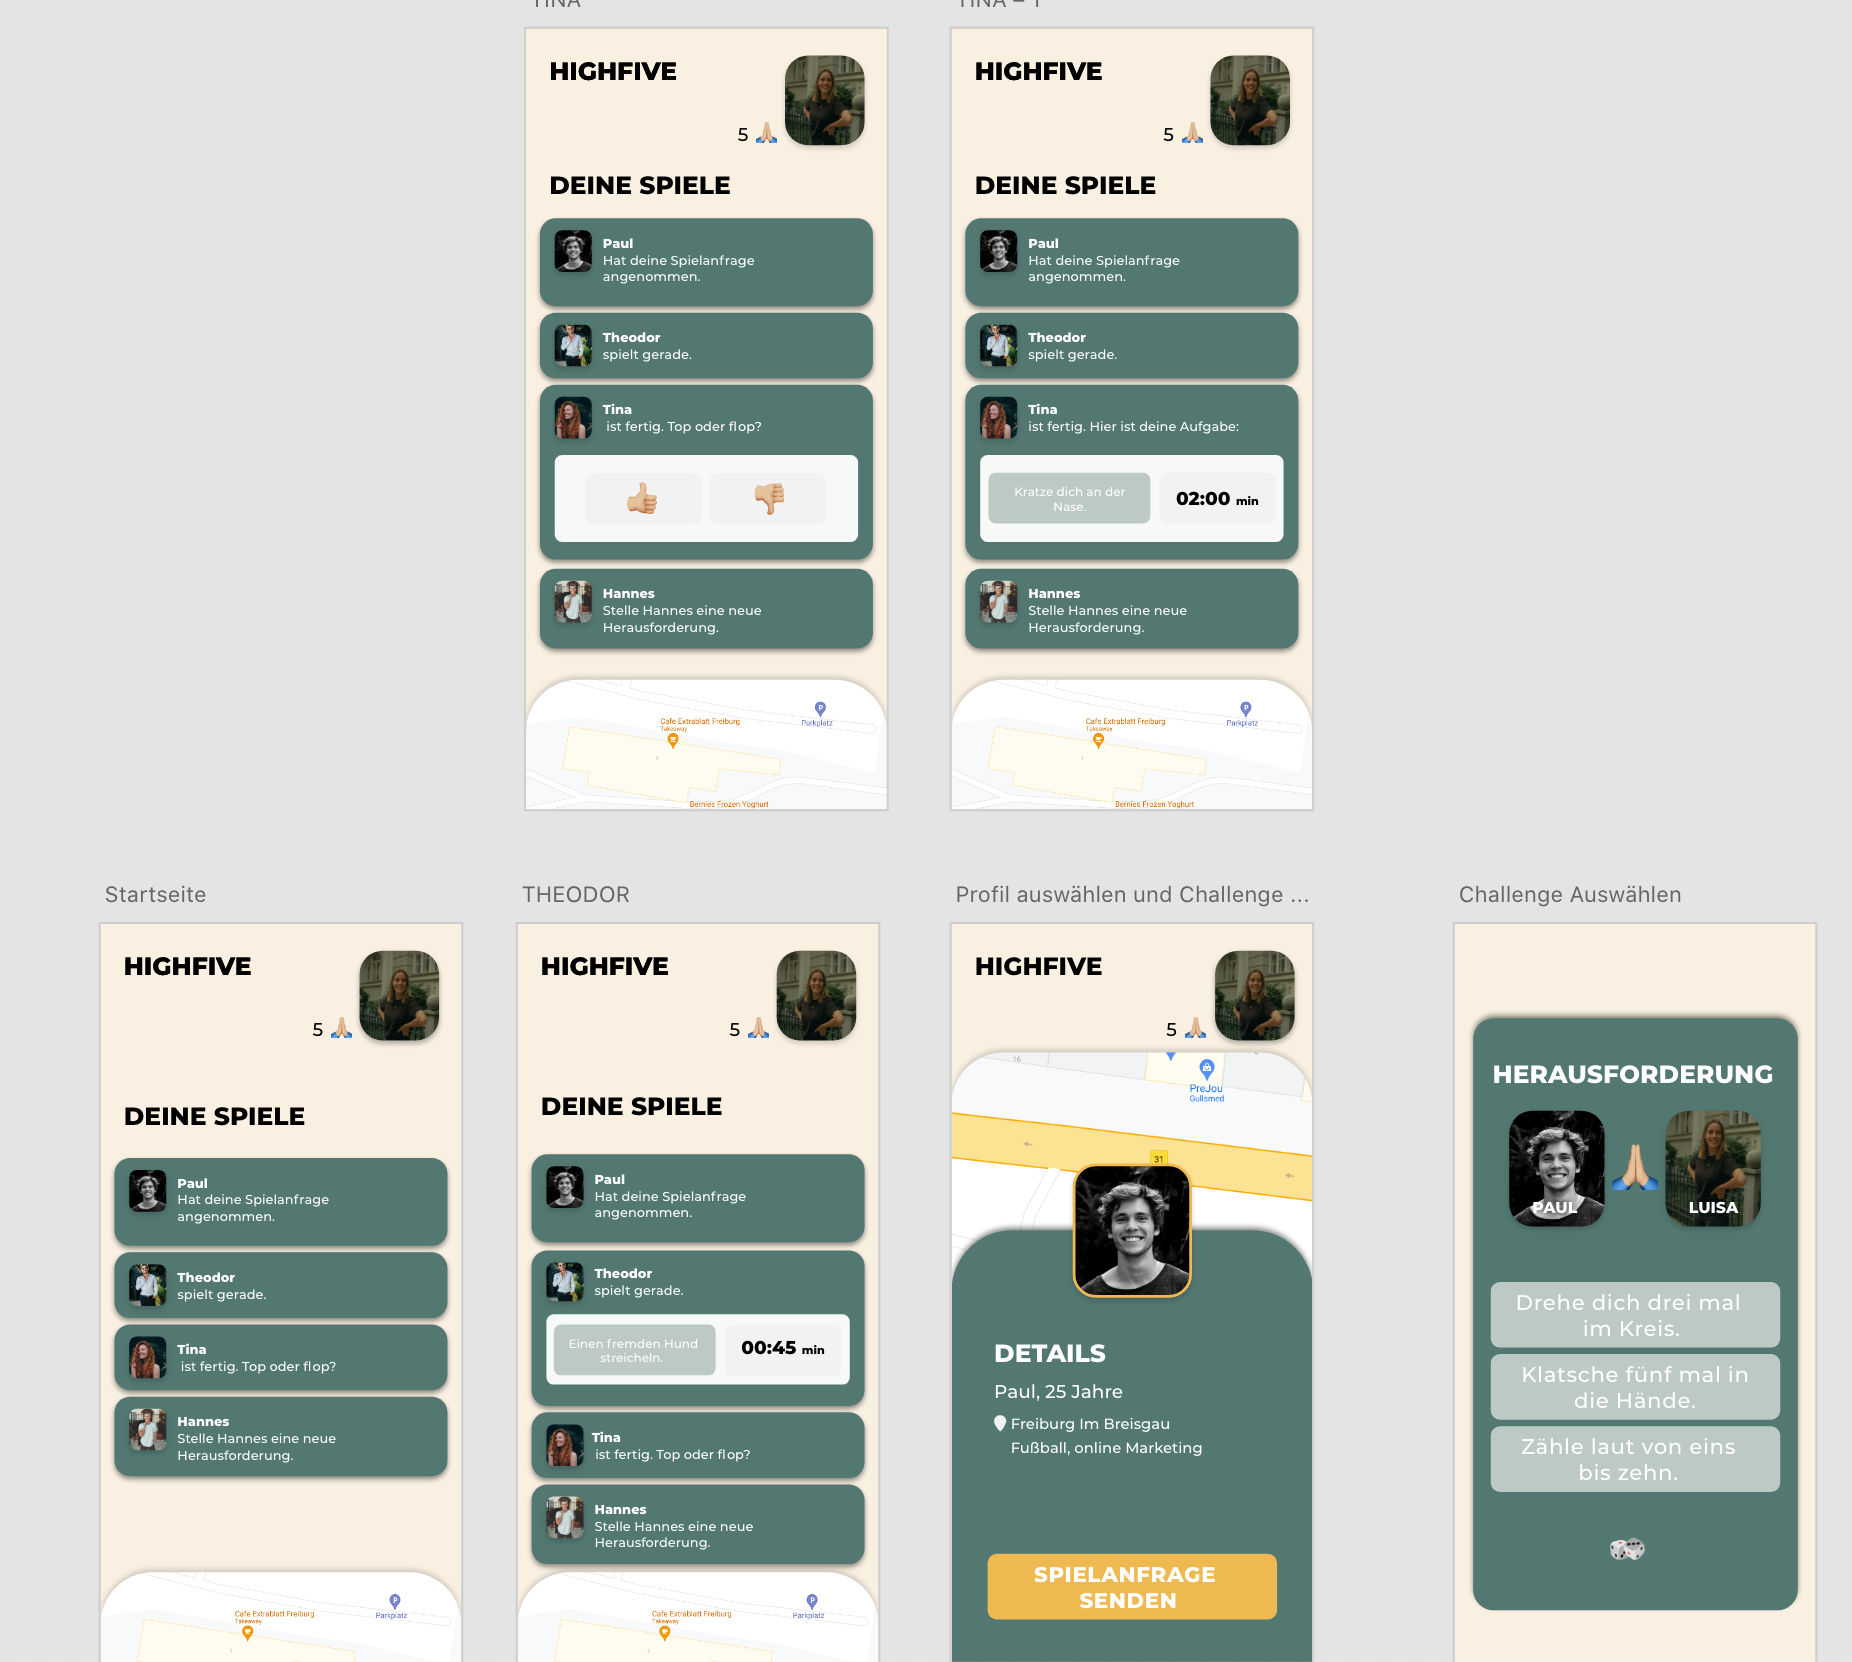 TINA
TINA – 1
HIGHFIVE
5
DEINE SPIELE
Paul
Hat deine Spielanfrage
angenommen.
Theodor
spielt gerade.
Tina
ist fertig. Top oder flop?
Hannes
Stelle Hannes eine neue
Herausforderung.
Cafe Extrablatt Freiburg
Takeaway
Parkplatz
Bernies Frozen Yoghurt
HIGHFIVE
5
DEINE SPIELE
Paul
Hat deine Spielanfrage
angenommen.
Theodor
spielt gerade.
Tina
ist fertig. Hier ist deine Aufgabe:
Kratze dich an der
Nase.
02:00 min
Hannes
Stelle Hannes eine neue
Herausforderung.
Cafe Extrablatt Freiburg
Takeaway
Parkplatz
Bernies Frozen Yoghurt
Startseite
HIGHFIVE
5
DEINE SPIELE
Paul
Hat deine Spielanfrage
angenommen.
Theodor
spielt gerade.
Tina
ist fertig. Top oder flop?
Hannes
Stelle Hannes eine neue
Herausforderung.
Cafe Extrablatt Freiburg
Takeaway
Parkplatz
THEODOR
HIGHFIVE
5
DEINE SPIELE
Paul
Hat deine Spielanfrage
angenommen.
Theodor
spielt gerade.
Einen fremden Hund
streicheln.
00:45 min
Tina
ist fertig. Top oder flop?
Hannes
Stelle Hannes eine neue
Herausforderung.
Cafe Extrablatt Freiburg
Takeaway
Parkplatz
Profil auswählen und Challenge ...
HIGHFIVE
5
16
PreJou
Gullsmed
31
DETAILS
Paul, 25 Jahre
Freiburg Im Breisgau
Fußball, online Marketing
SPIELANFRAGE
SENDEN
Challenge Auswählen
HERAUSFORDERUNG
PAUL
LUISA
Drehe dich drei mal
im Kreis.
Klatsche fünf mal in
die Hände.
Zähle laut von eins
bis zehn.